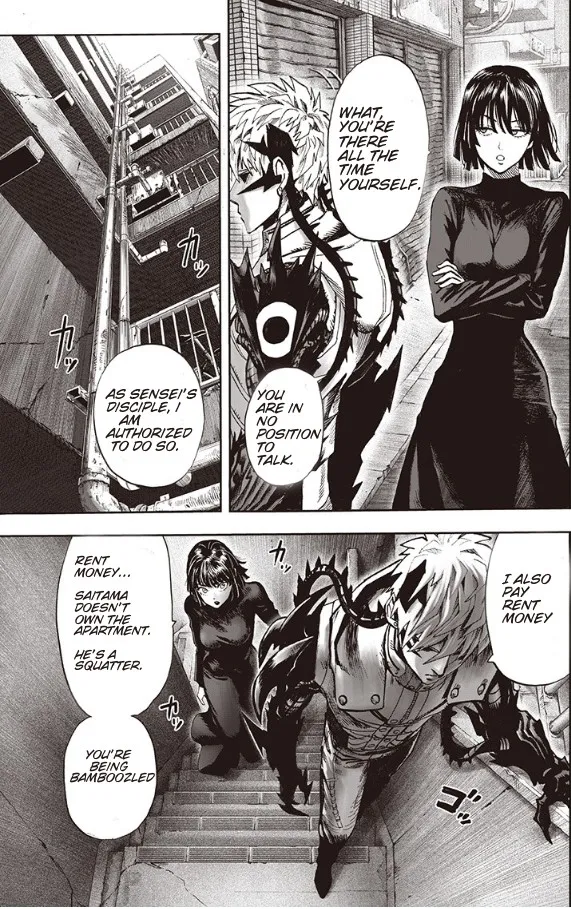 WHAT,
YOU'RE
THERE
ALL THE
TIME
YOURSELF.
YOU
ARE IN
NO
POSITION
TO
TALK.
AS SENSEI'S
DISCIPLE, I
AM
AUTHORIZED
TO DO SO.
カッ
カッ
I ALSO
PAY
RENT
MONEY
カッ
カッ
ゴッ
RENT
MONEY...
SAITAMA
DOESN'T
OWN THE
APARTMENT.
HE'S A
SQUATTER.
YOU'RE
BEING
BAMBOOZLED